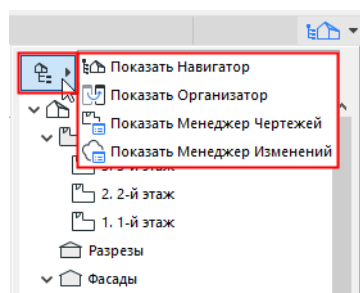 Показать Навигатор
Показать Организатор
Показать Менеджер Чертежей
Показать Менеджер Изменений
2. 2-й этаж
1. 1-й этаж
Разрезы
Фасады